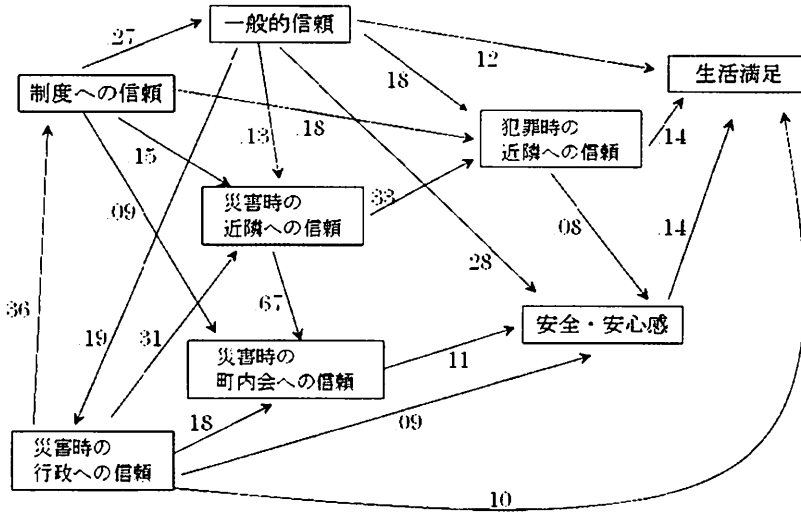 一般的信頼
.27
.12
生活満足
制度への信頼
.18
.18
犯罪時の
近隣への信頼
.13
.14
.15
災害時の
近隣への信頼
.33
.09
.08
.14
.28
.67
安全・安心感
.36
.19
.31
災害時の
町内会への信頼
.11
.18
.09
災害時の
行政への信頼
.10